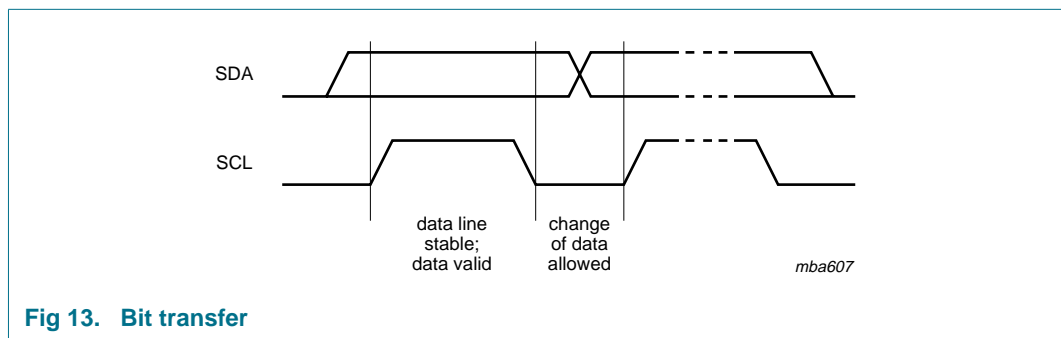 SDA
SCL
data line
stable;
data valid
change
of data
allowed
mba607
Fig 13. Bit transfer